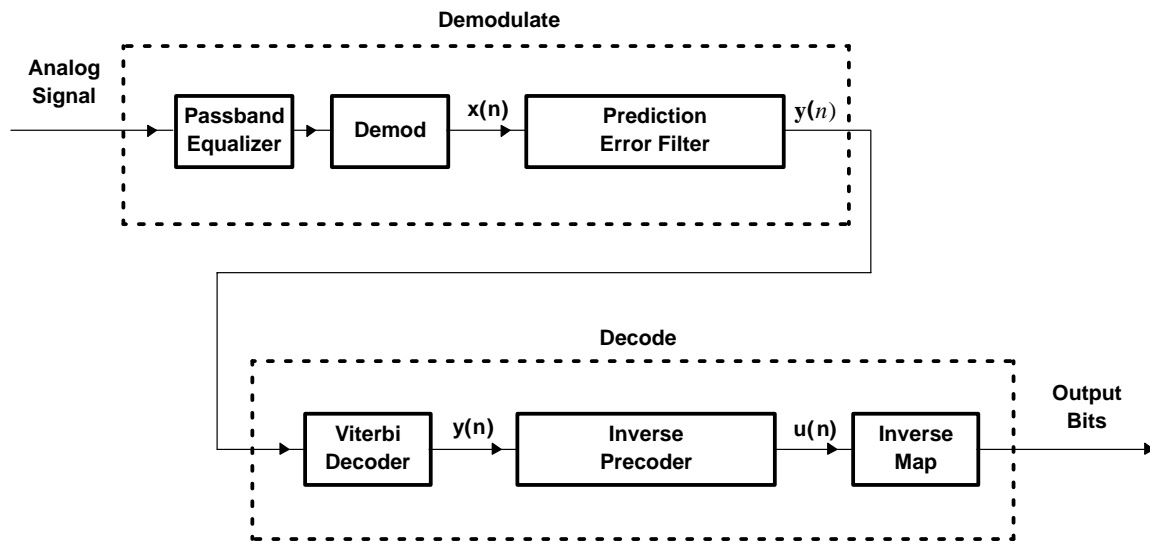 Demodulate
Analog
Signal
Passband
Equalizer
Demod
x(n)
Prediction
Error Filter
y(n)
Decode
Viterbi
Decoder
y(n)
Inverse
Precoder
u(n)
Inverse
Map
Output
Bits